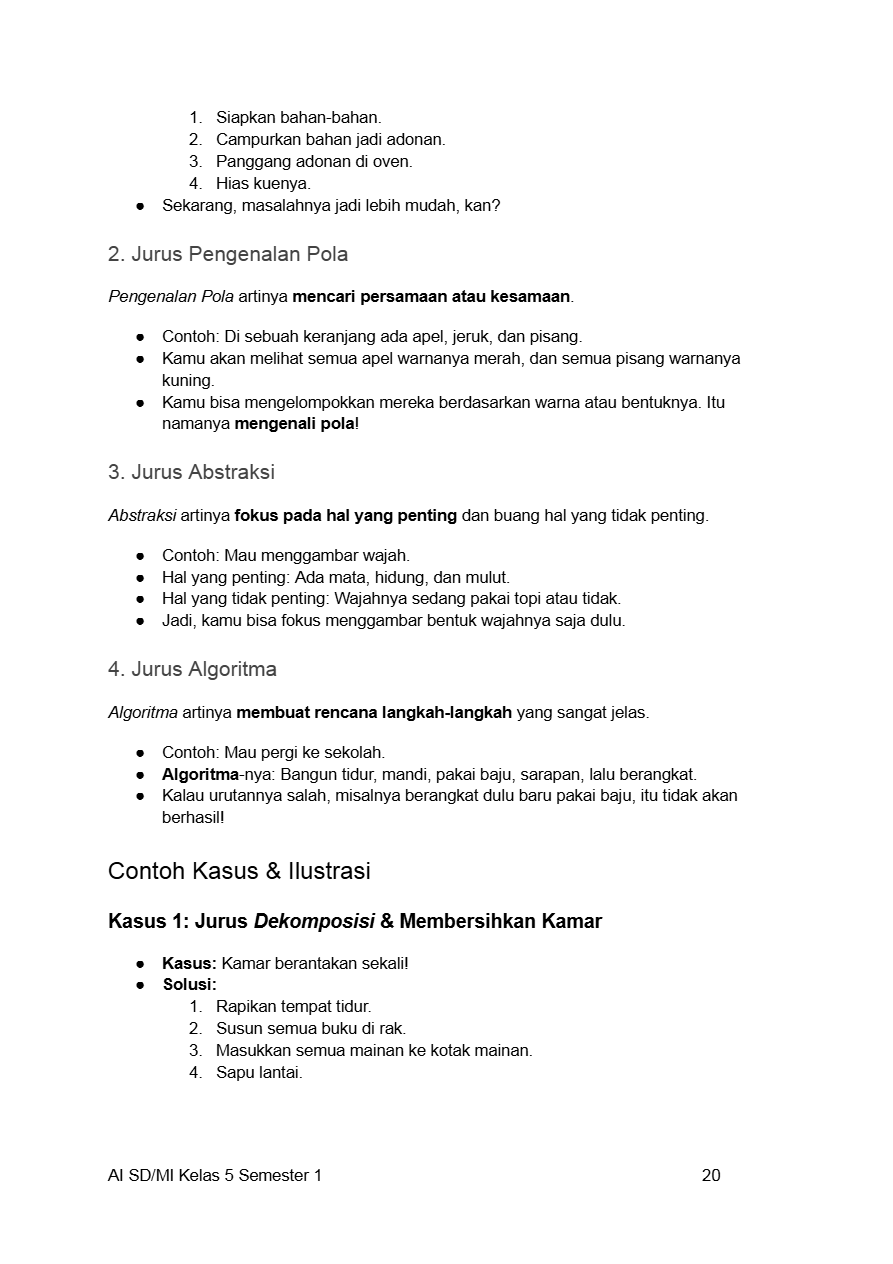 1. Siapkan bahan-bahan.
2. Campurkan bahan jadi adonan.
3. Panggang adonan di oven.
4. Hias kuenya.
● Sekarang, masalahnya jadi lebih mudah, kan?
2. Jurus Pengenalan Pola
Pengenalan Pola artinya mencari persamaan atau kesamaan.
● Contoh: Di sebuah keranjang ada apel, jeruk, dan pisang.
● Kamu akan melihat semua apel warnanya merah, dan semua pisang warnanya
kuning.
● Kamu bisa mengelompokkan mereka berdasarkan warna atau bentuknya. Itu
namanya mengenali pola!
3. Jurus Abstraksi
Abstraksi artinya fokus pada hal yang penting dan buang hal yang tidak penting.
● Contoh: Mau menggambar wajah.
● Hal yang penting: Ada mata, hidung, dan mulut.
● Hal yang tidak penting: Wajahnya sedang pakai topi atau tidak.
● Jadi, kamu bisa fokus menggambar bentuk wajahnya saja dulu.
4. Jurus Algoritma
Algoritma artinya membuat rencana langkah-langkah yang sangat jelas.
● Contoh: Mau pergi ke sekolah.
● Algoritma-nya: Bangun tidur, mandi, pakai baju, sarapan, lalu berangkat.
● Kalau urutannya salah, misalnya berangkat dulu baru pakai baju, itu tidak akan
berhasil!
Contoh Kasus & Ilustrasi
Kasus 1: Jurus Dekomposisi & Membersihkan Kamar
● Kasus: Kamar berantakan sekali!
● Solusi:
1. Rapikan tempat tidur.
2. Susun semua buku di rak.
3. Masukkan semua mainan ke kotak mainan.
4. Sapu lantai.
AI SD/MI Kelas 5 Semester 1 20